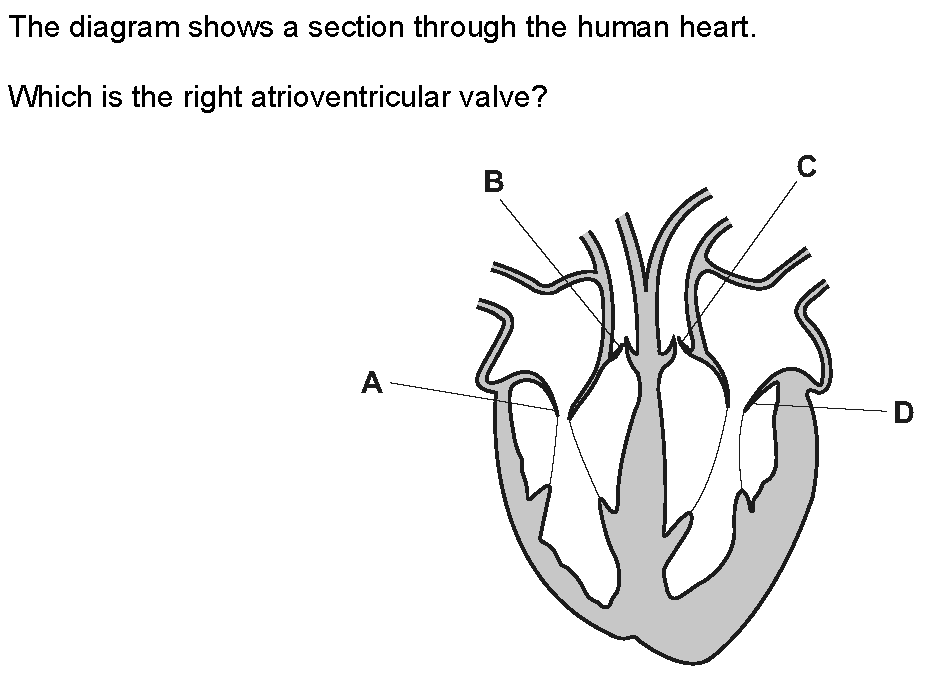 The diagram shows a section through the human heart.
Which is the right atrioventricular valve?
B
C
A
D